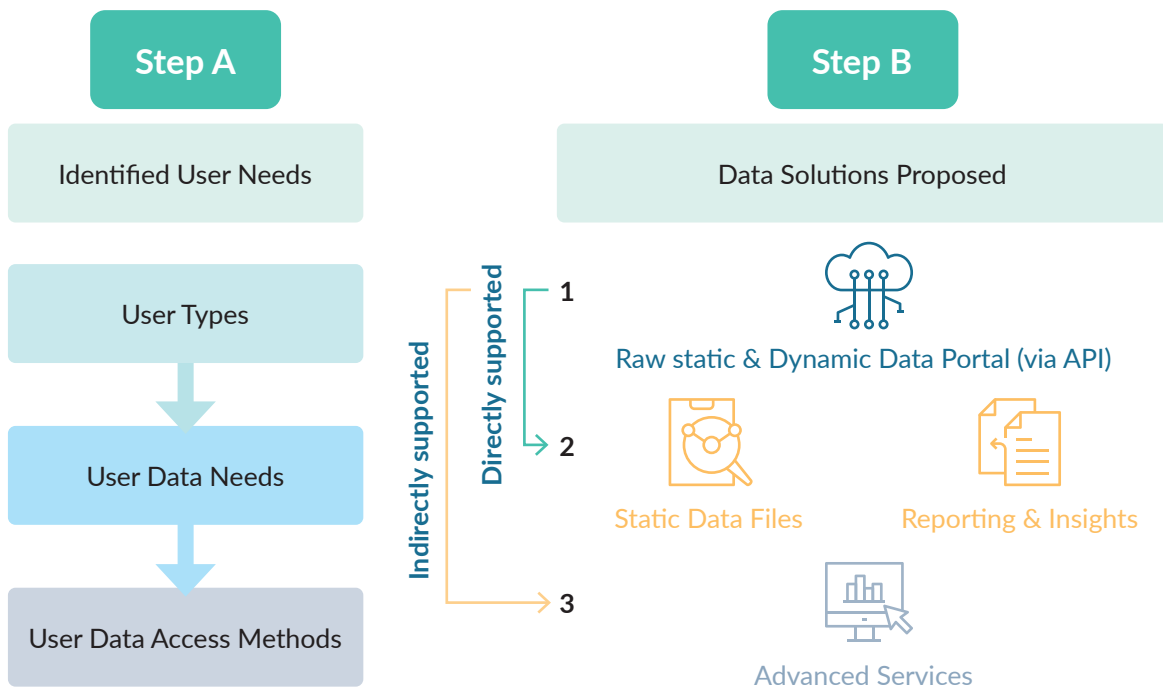 Step A
Identified User Needs
User Types
User Data Needs
User Data Access Methods
Indirectly supported
Directly supported
Step B
Data Solutions Proposed
1
Raw static & Dynamic Data Portal (via API)
2
Static Data Files
Reporting & Insights
3
Advanced Services